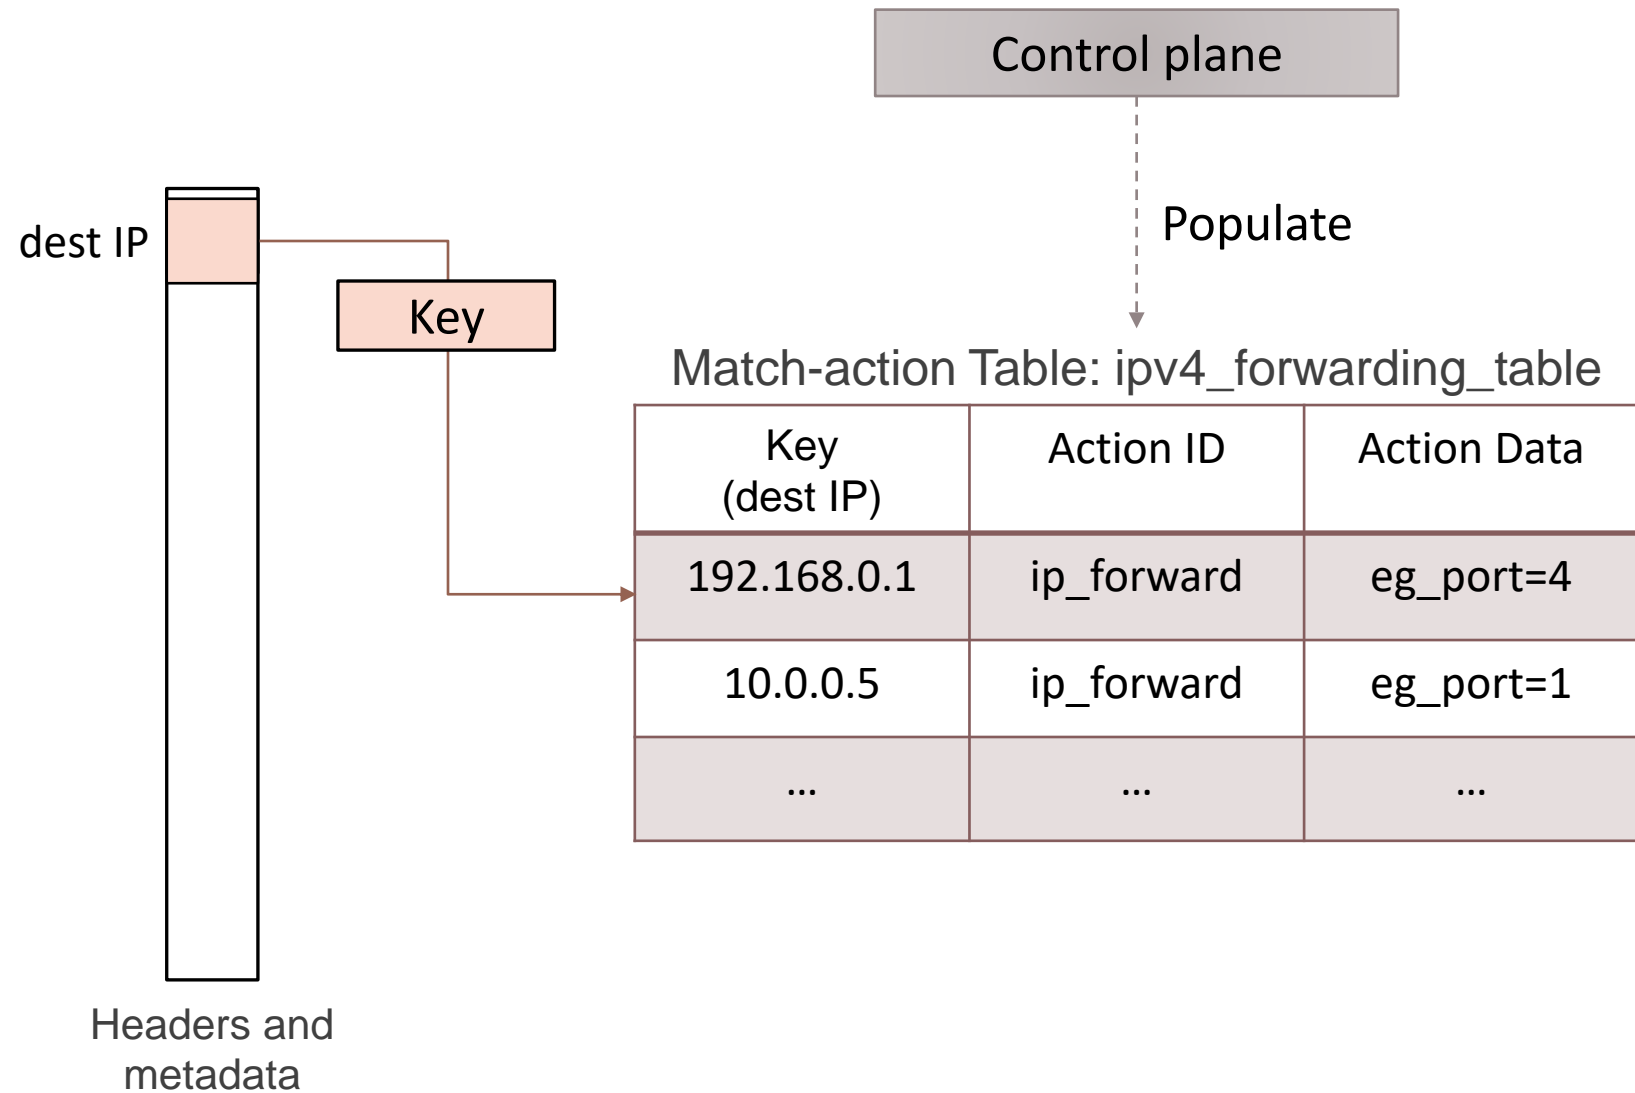 Control plane
Populate
dest IP
Key
Match-action Table: ipv4_forwarding_table
Key
(dest IP)
Action ID
Action Data
192.168.0.1
ip_forward
eg_port=4
10.0.0.5
ip_forward
eg_port=1
...
...
...
Headers and
metadata